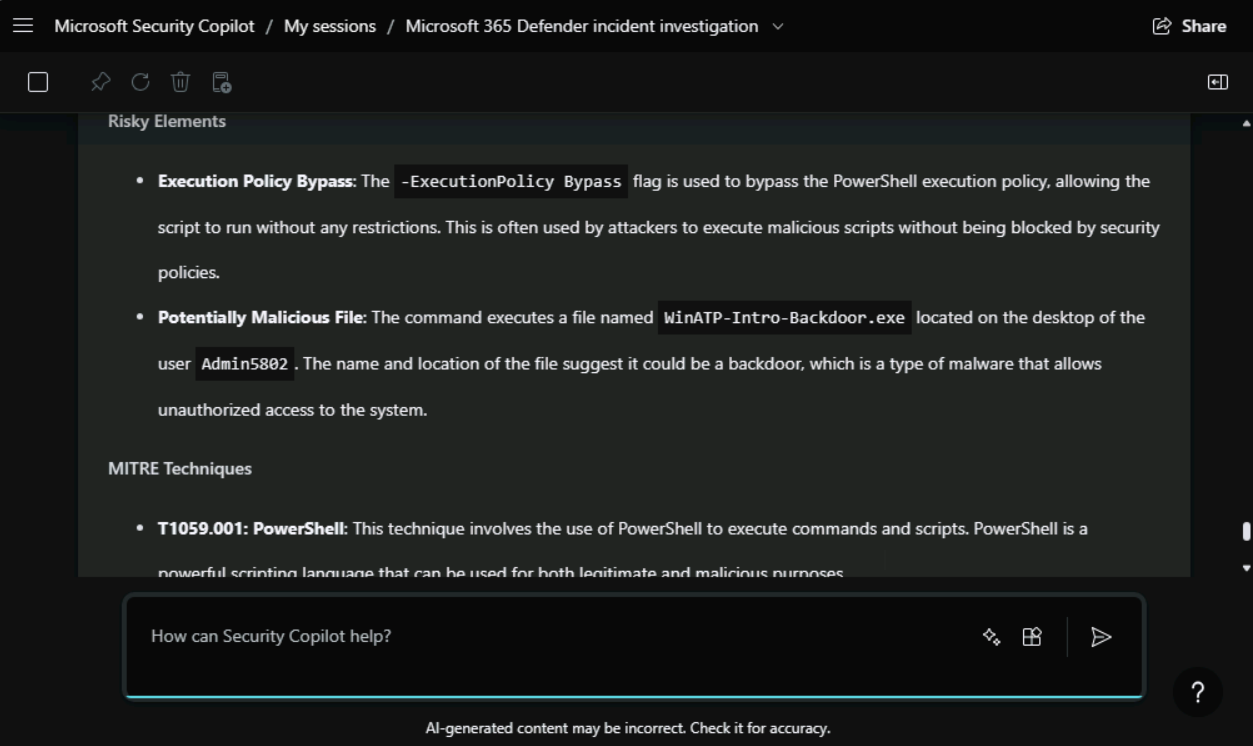 Microsoft Security Copilot / My sessions / Microsoft 365 Defender incident investigation
Share
Risky Elements
• Execution Policy Bypass: The -ExecutionPolicy Bypass flag is used to bypass the PowerShell execution policy, allowing the
script to run without any restrictions. This is often used by attackers to execute malicious scripts without being blocked by security
policies.
• Potentially Malicious File: The command executes a file named WinATP-Intro-Backdoor.exe located on the desktop of the
user Admin5802 . The name and location of the file suggest it could be a backdoor, which is a type of malware that allows
unauthorized access to the system.
MITRE Techniques
• T1059.001: PowerShell: This technique involves the use of PowerShell to execute commands and scripts. PowerShell is a
powerful scripting language that can be used for both legitimate and malicious purposes.
How can Security Copilot help?
?
AI-generated content may be incorrect. Check it for accuracy.